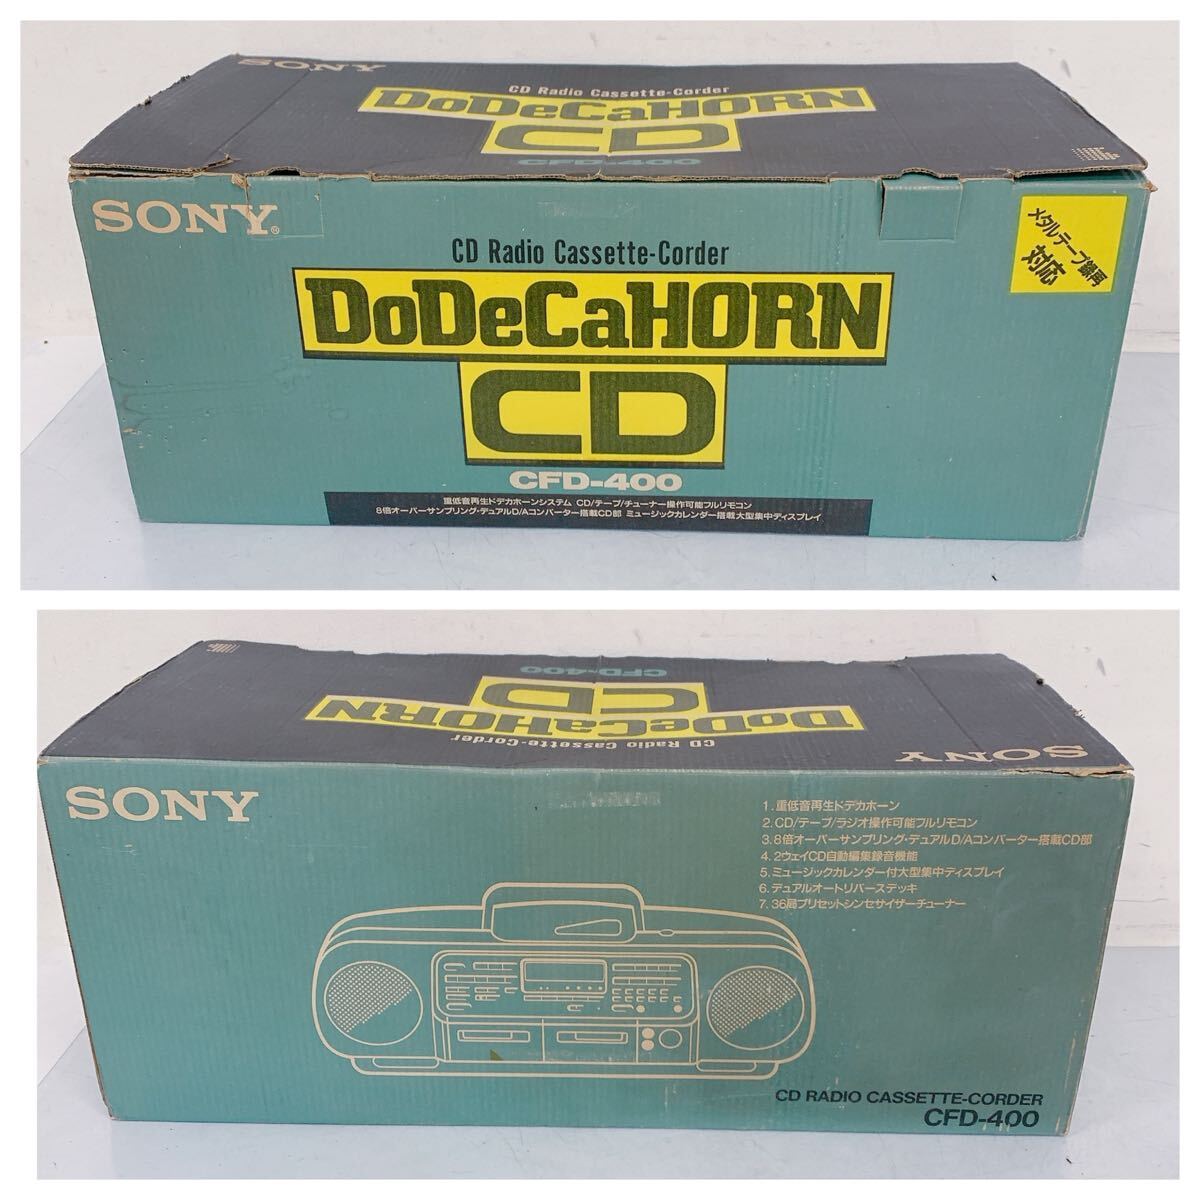 SONY
CD Radio Cassette-Corder
DoDeCaHORN
CD
CFD-400
SONY®
CD Radio Cassette-Corder
DoDeCaHORN
CD
CFD-400
メタルテープ録再
対応
重低音再生ドデカホーンシステム CD/テープ/チューナー操作可能フルリモコン
8倍オーバーサンプリング・デュアルD/Aコンバーター搭載CD部 ミュージックカレンダー搭載大型集中ディスプレイ
CFD-400
CD
DoDeCaHORN
CD Radio Cassette-Corder
SONY
SONY
1. 重低音再生ドデカホーン
2. CD/テープ/ラジオ操作可能フルリモコン
3. 8倍オーバーサンプリング・デュアルD/Aコンバーター搭載CD部
4. 2ウェイCD自動編集録音機能
5. ミュージックカレンダー付大型集中ディスプレイ
6. デュアルオートリバースデッキ
7. 36局プリセットシンセサイザーチューナー
CD RADIO CASSETTE-CORDER
CFD-400